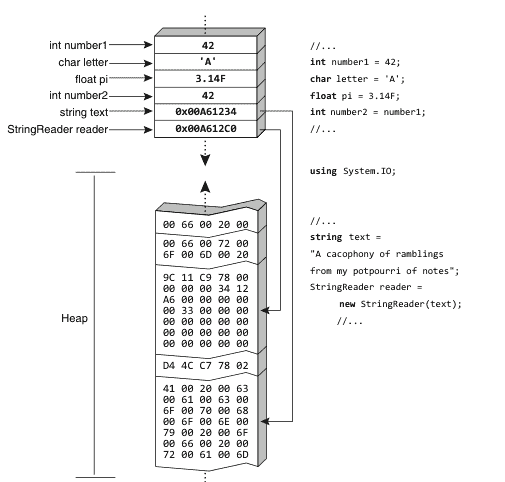 int number1
char letter
float pi
int number2
string text
StringReader reader
42
'A'
3.14F
42
0x00A61234
0x00A612C0
//...
int number1 = 42;
char letter = 'A';
float pi = 3.14F;
int number2 = number1;
//...
using System.IO;
//...
string text =
"A cacophony of ramblings
from my potpourri of notes";
StringReader reader =
new StringReader(text);
//...
Heap
00 66 00 20 00
00 66 00 72 00
6F 00 6D 00 20
9C 11 C9 78 00
00 00 00 34 12
A6 00 00 00 00
00 33 00 00 00
00 00 00 00 00
00 00 00 00 00
00 00 00 00 00
D4 4C C7 78 02
41 00 20 00 63
00 61 00 63 00
6F 00 70 00 68
00 6F 00 6E 00
79 00 20 00 6F
00 66 00 20 00
72 00 61 00 6D